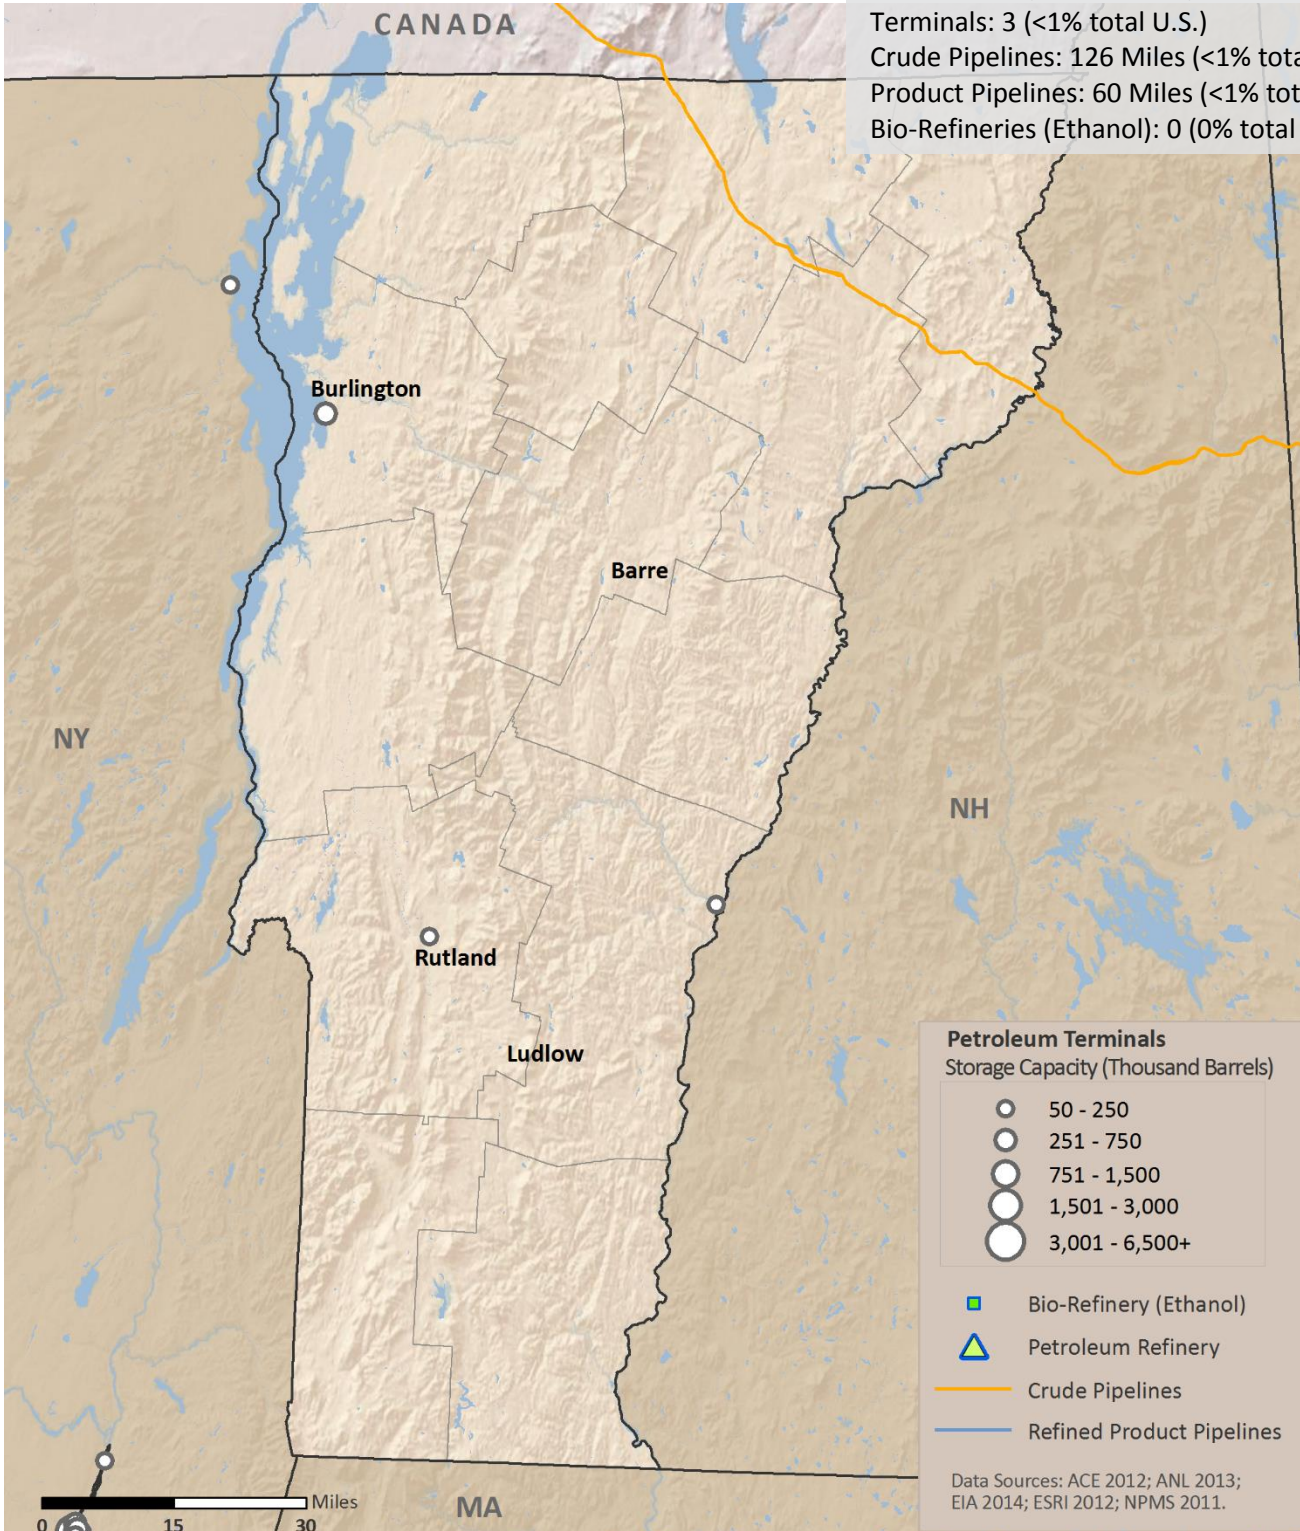 Terminals: 3 (<1% total U.S.)
Crude Pipelines: 126 Miles (<1% tota
Product Pipelines: 60 Miles (<1% tot
Bio-Refineries (Ethanol): 0 (0% total
CANADA
Burlington
Barre
NY
NH
Rutland
Ludlow
Petroleum Terminals
Storage Capacity (Thousand Barrels)
50 - 250
251 - 750
751 - 1,500
1,501 - 3,000
3,001 - 6,500+
Bio-Refinery (Ethanol)
Petroleum Refinery
Crude Pipelines
Refined Product Pipelines
Data Sources: ACE 2012; ANL 2013;
EIA 2014; ESRI 2012; NPMS 2011.
MA
Miles
0 15 30